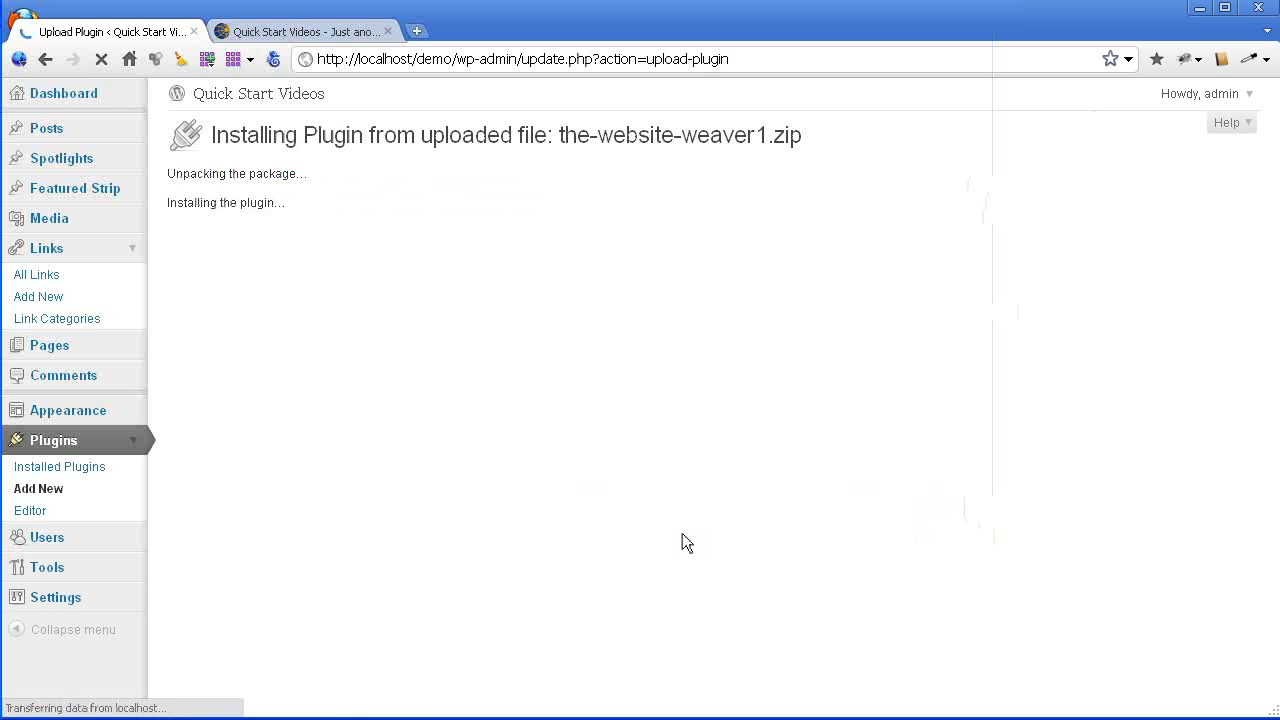 Upload Plugin ‹ Quick Start Vi...
Quick Start Videos - Just ano...
http://localhost/demo/wp-admin/update.php?action=upload-plugin
Quick Start Videos
Howdy, admin
Help
Installing Plugin from uploaded file: the-website-weaver1.zip
Unpacking the package…
Installing the plugin…
Dashboard
Posts
Spotlights
Featured Strip
Media
Links
All Links
Add New
Link Categories
Pages
Comments
Appearance
Plugins
Installed Plugins
Add New
Editor
Users
Tools
Settings
Collapse menu
Transferring data from localhost...